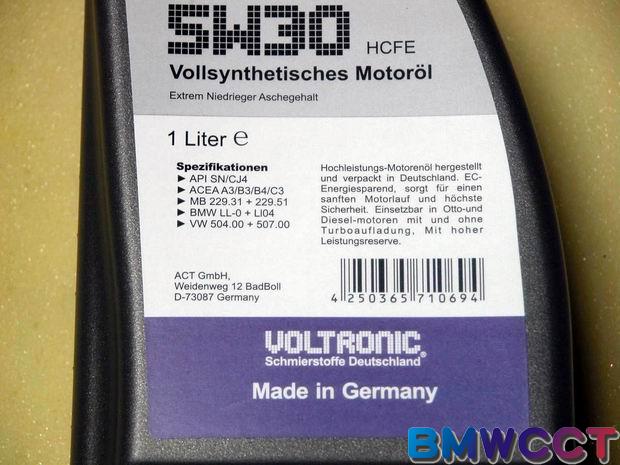 5W30 HCFE
Vollsynthetisches Motoröl
Extrem Niedrieger Aschegehalt
1 Liter ℮
Spezifikationen
► API SN/CJ4
► ACEA A3/B3/B4/C3
► MB 229.31 + 229.51
► BMW LL-0 + LI04
► VW 504.00 + 507.00
Hochleistungs-Motorenöl hergestellt
und verpackt in Deutschland. EC-
Energiesparend, sorgt für einen
sanften Motorlauf und höchste
Sicherheit. Einsetzbar in Otto-und
Diesel-motoren mit und ohne
Turboaufladung, Mit hoher
Leistungsreserve.
ACT GmbH,
Weidenweg 12 BadBoll
D-73087 Germany
4 250365 710694
VOLTRONIC
Schmierstoffe Deutschland®
Made in Germany
BMWCCT